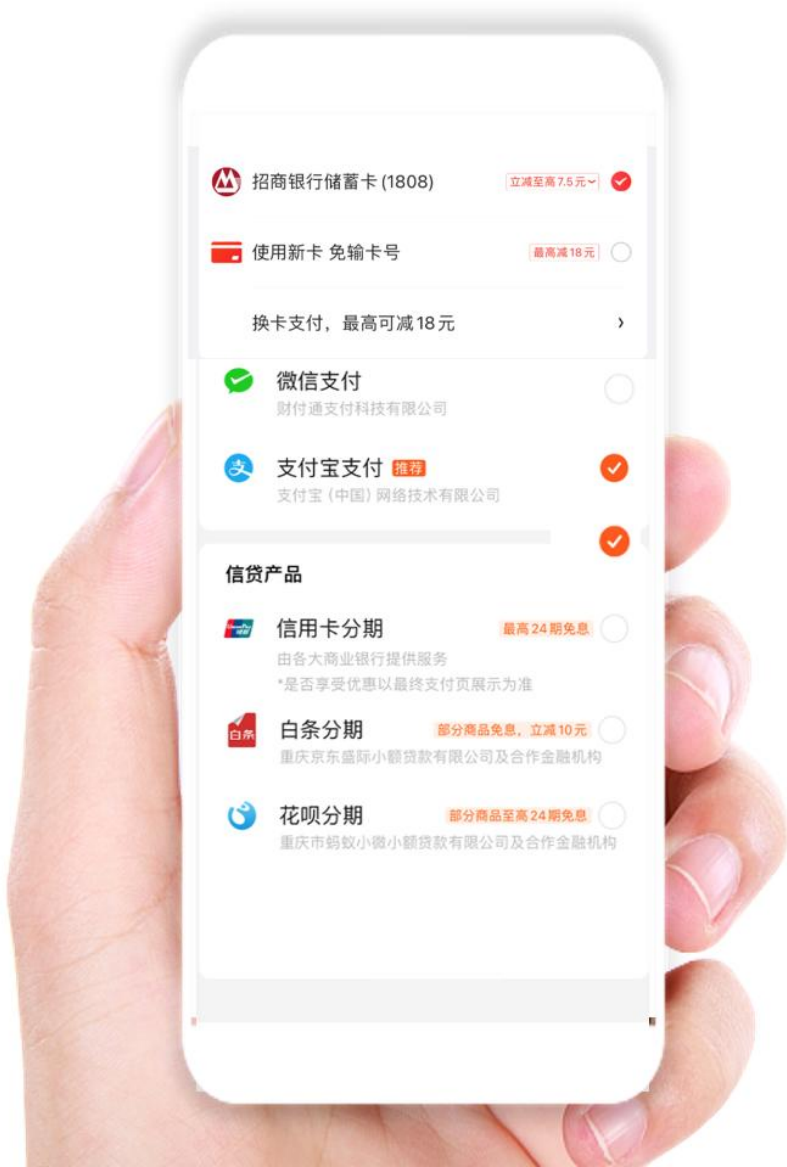 招商银行储蓄卡(1808) 立减至高7.5元
使用新卡 免输卡号 最高减18元
换卡支付，最高可减18元
微信支付
财付通支付科技有限公司
支付宝支付 推荐
支付宝（中国）网络技术有限公司
信贷产品
信用卡分期 最高24期免息
由各大商业银行提供服务
*是否享受优惠以最终支付页展示为准
白条 白条分期 部分商品免息，立减10元
重庆京东盛际小额贷款有限公司及合作金融机构
花呗分期 部分商品至高24期免息
重庆市蚂蚁小微小额贷款有限公司及合作金融机构